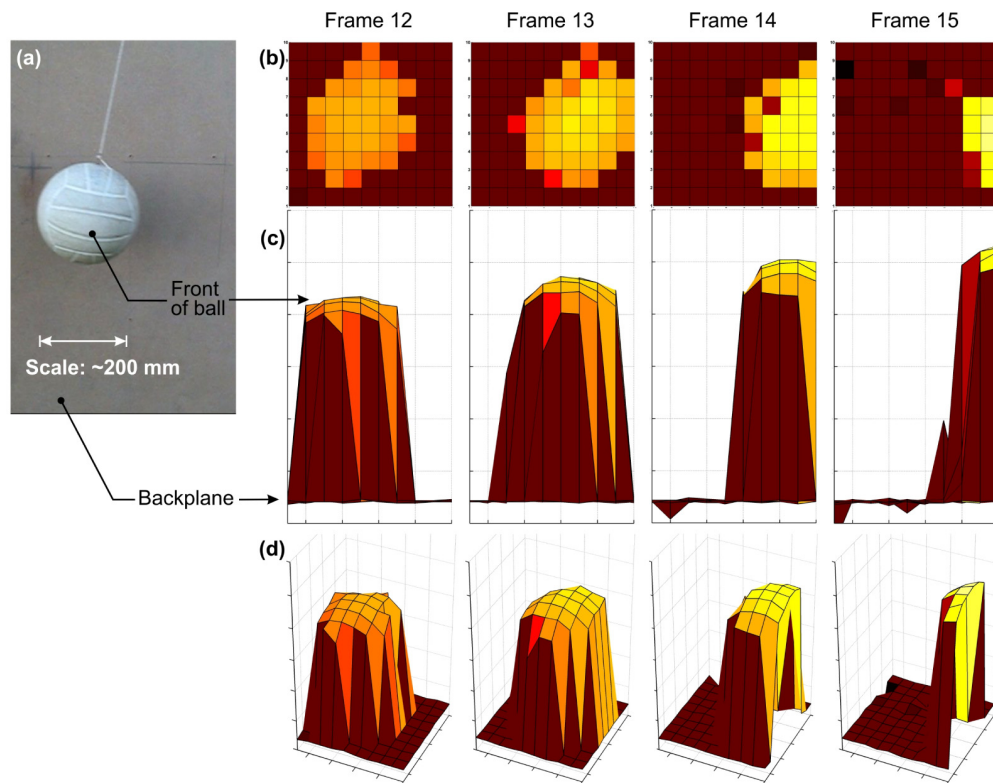 Frame 12
Frame 13
Frame 14
Frame 15
(a)
(b)
(c)
Front
of ball
Scale: ~200 mm
Backplane
(d)